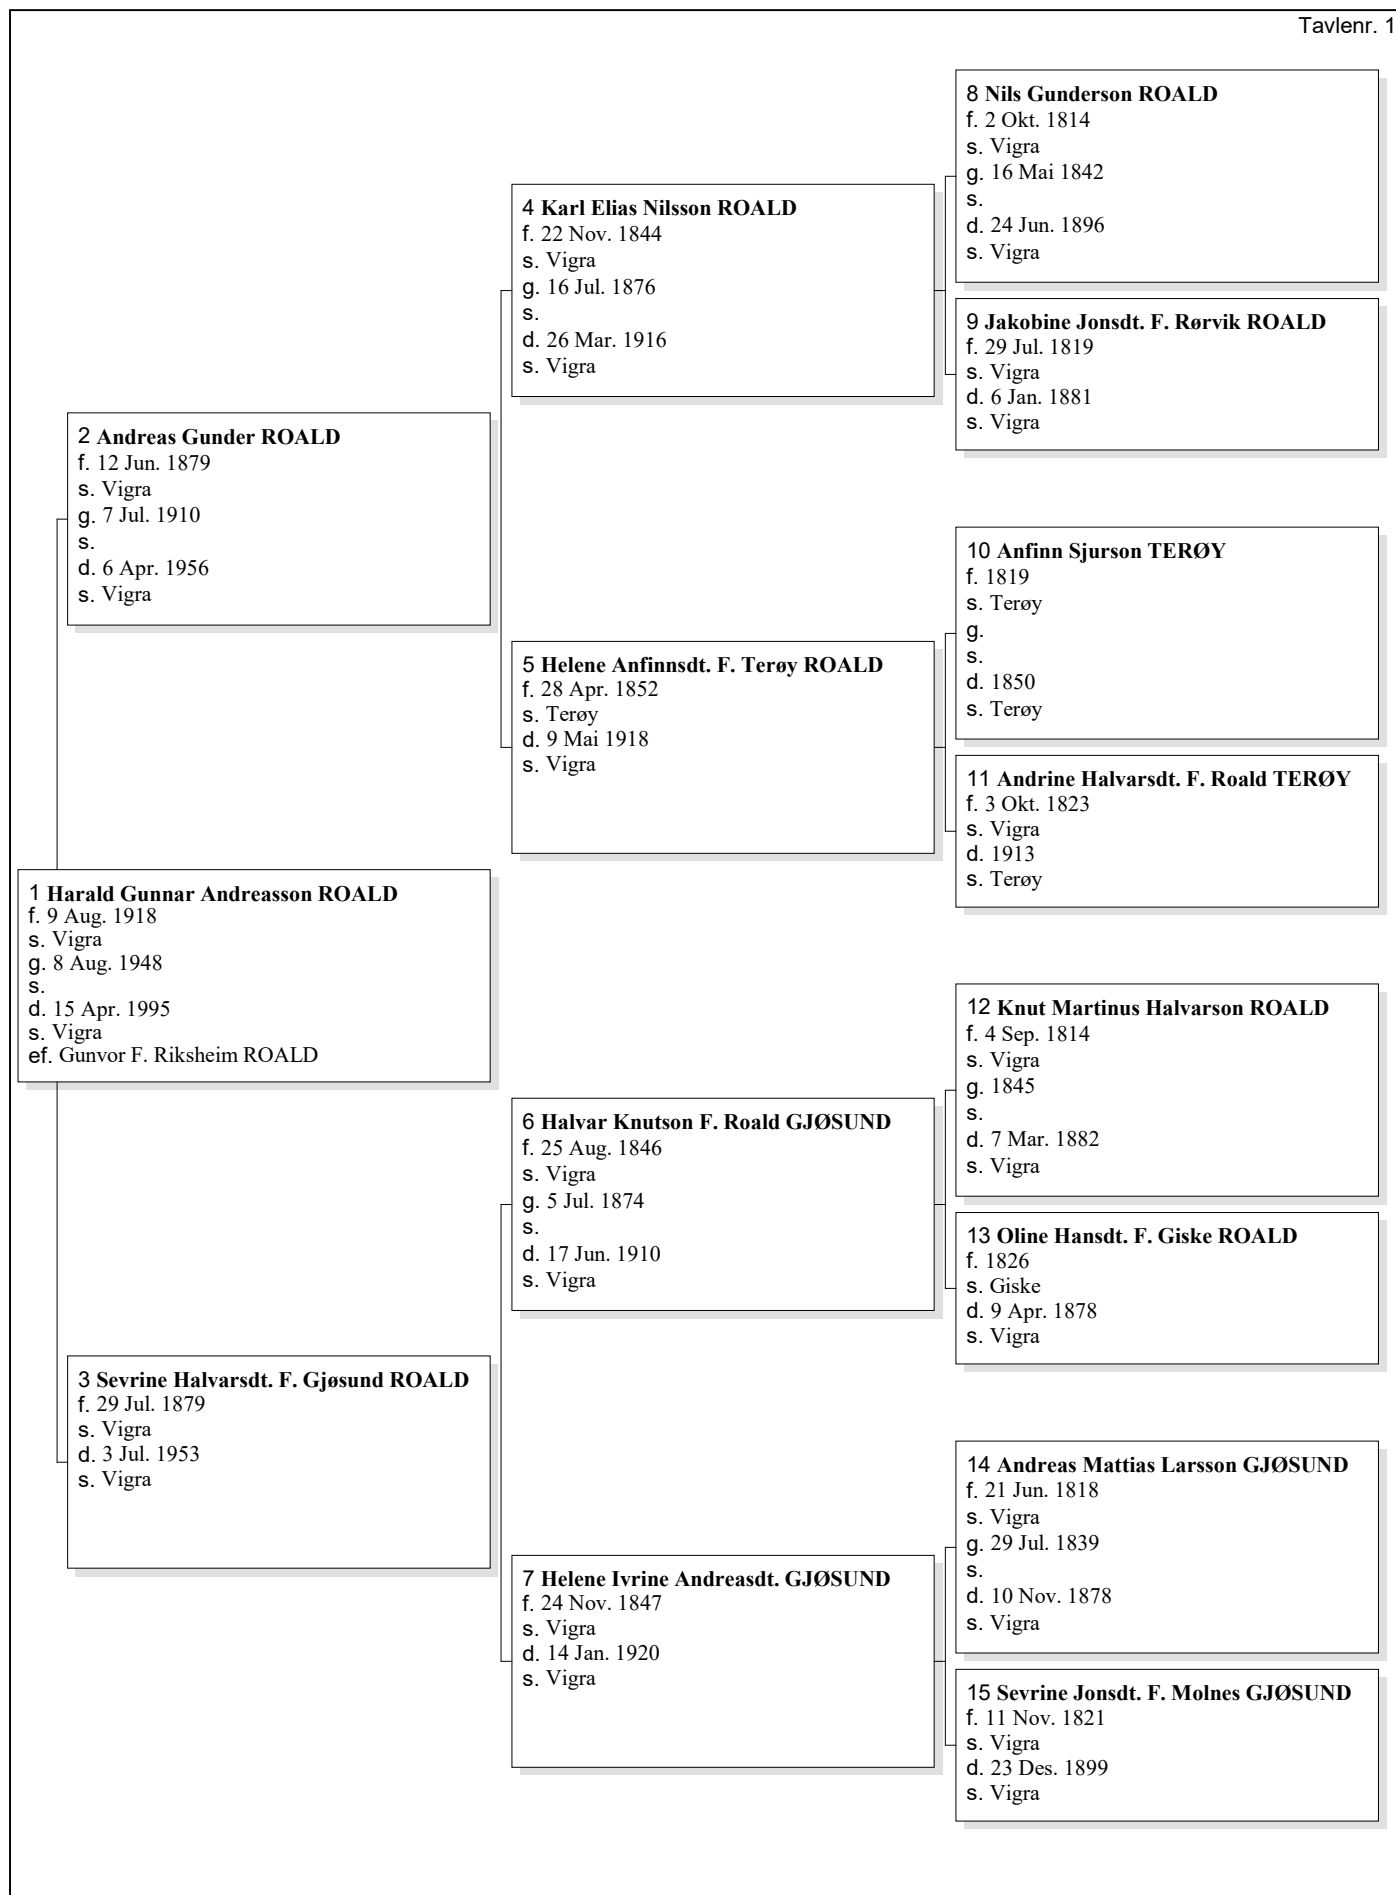 Tavlenr. 1
8 Nils Gunderson ROALD
f. 2 Okt. 1814
s. Vigra
g. 16 Mai 1842
s.
d. 24 Jun. 1896
s. Vigra
4 Karl Elias Nilsson ROALD
f. 22 Nov. 1844
s. Vigra
g. 16 Jul. 1876
s.
d. 26 Mar. 1916
s. Vigra
9 Jakobine Jonsdt. F. Rørvik ROALD
f. 29 Jul. 1819
s. Vigra
d. 6 Jan. 1881
s. Vigra
2 Andreas Gunder ROALD
f. 12 Jun. 1879
s. Vigra
g. 7 Jul. 1910
s.
d. 6 Apr. 1956
s. Vigra
10 Anfinn Sjurson TERØY
f. 1819
s. Terøy
g.
s.
d. 1850
s. Terøy
5 Helene Anfinnsdt. F. Terøy ROALD
f. 28 Apr. 1852
s. Terøy
d. 9 Mai 1918
s. Vigra
11 Andrine Halvarsdt. F. Roald TERØY
f. 3 Okt. 1823
s. Vigra
d. 1913
s. Terøy
1 Harald Gunnar Andreasson ROALD
f. 9 Aug. 1918
s. Vigra
g. 8 Aug. 1948
s.
d. 15 Apr. 1995
s. Vigra
ef. Gunvor F. Riksheim ROALD
12 Knut Martinus Halvarson ROALD
f. 4 Sep. 1814
s. Vigra
g. 1845
s.
d. 7 Mar. 1882
s. Vigra
6 Halvar Knutson F. Roald GJØSUND
f. 25 Aug. 1846
s. Vigra
g. 5 Jul. 1874
s.
d. 17 Jun. 1910
s. Vigra
13 Oline Hansdt. F. Giske ROALD
f. 1826
s. Giske
d. 9 Apr. 1878
s. Vigra
3 Sevrine Halvarsdt. F. Gjøsund ROALD
f. 29 Jul. 1879
s. Vigra
d. 3 Jul. 1953
s. Vigra
14 Andreas Mattias Larsson GJØSUND
f. 21 Jun. 1818
s. Vigra
g. 29 Jul. 1839
s.
d. 10 Nov. 1878
s. Vigra
7 Helene Ivrine Andreasdt. GJØSUND
f. 24 Nov. 1847
s. Vigra
d. 14 Jan. 1920
s. Vigra
15 Sevrine Jonsdt. F. Molnes GJØSUND
f. 11 Nov. 1821
s. Vigra
d. 23 Des. 1899
s. Vigra